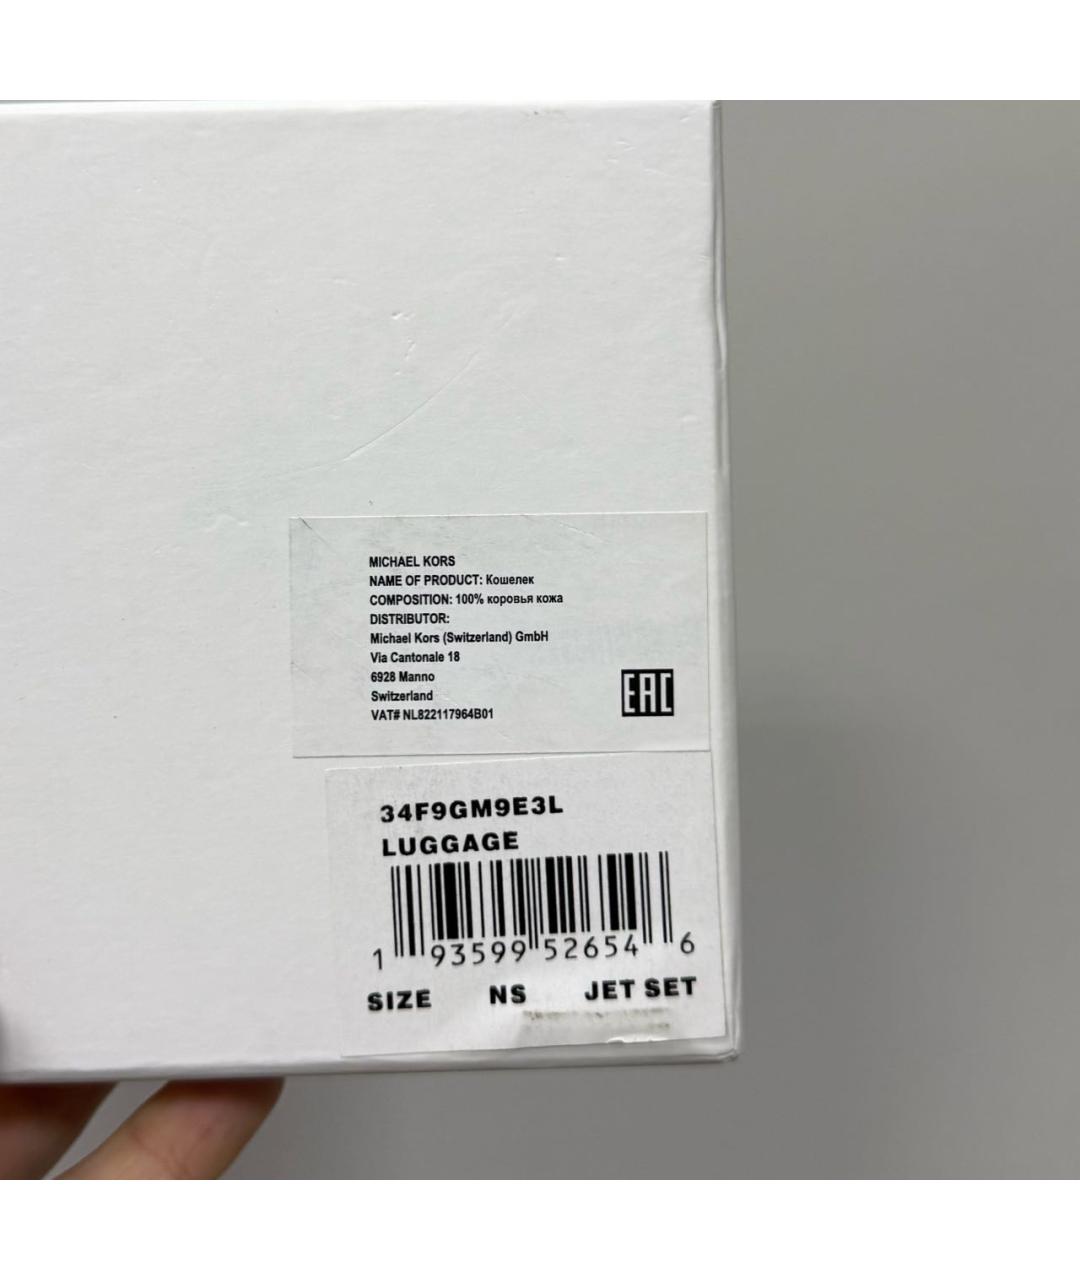 MICHAEL KORS
NAME OF PRODUCT: Кошелек
COMPOSITION: 100% коровья кожа
DISTRIBUTOR:
Michael Kors (Switzerland) GmbH
Via Cantonale 18
6928 Manno
Switzerland
VAT# NL822117964B01
EAC
34F9GM9E3L
LUGGAGE
1 93599 52654 6
SIZE NS JET SET